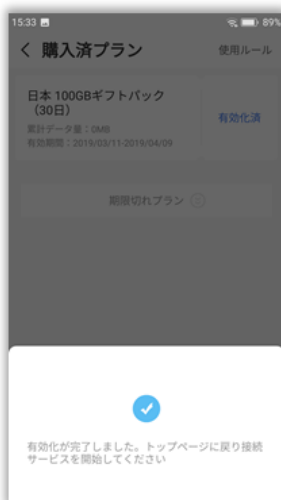 15:33 89%
購入済プラン 使用ルール
日本 100GBギフトパック
（30日）
有効化済
累計データ量：0MB
有効期間：2019/03/11-2019/04/09
期限切れプラン
有効化が完了しました。トップページに戻り接続
サービスを開始してください